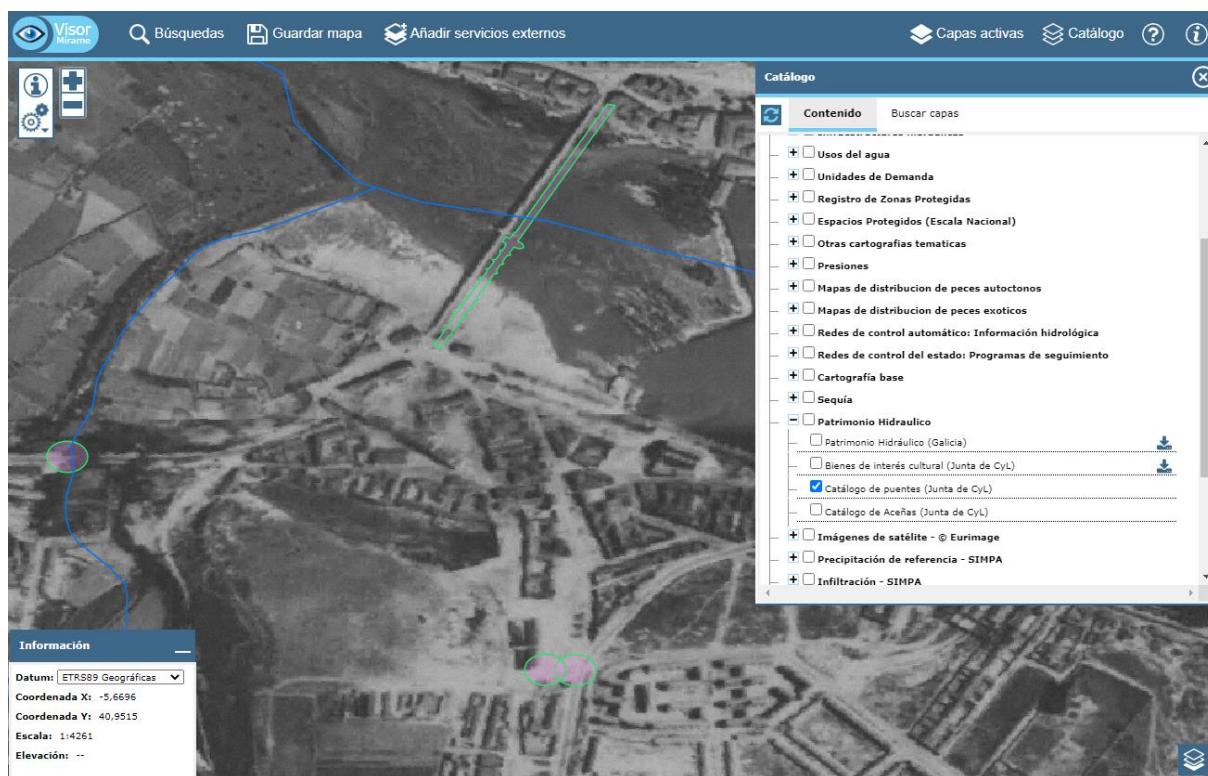 Visor
Mírame
Búsquedas
Guardar mapa
Añadir servicios externos
Capas activas
Catálogo
Catálogo
Contenido
Buscar capas
Usos del agua
Unidades de Demanda
Registro de Zonas Protegidas
Espacios Protegidos (Escala Nacional)
Otras cartografias tematicas
Presiones
Mapas de distribucion de peces autoctonos
Mapas de distribucion de peces exoticos
Redes de control automático: Información hidrológica
Redes de control del estado: Programas de seguimiento
Cartografía base
Sequía
Patrimonio Hidraulico
Patrimonio Hidráulico (Galicia)
Bienes de interés cultural (Junta de CyL)
Catálogo de puentes (Junta de CyL)
Catálogo de Aceñas (Junta de CyL)
Imágenes de satélite - © Eurimage
Precipitación de referencia - SIMPA
Infiltración - SIMPA
Información
Datum: ETRS89 Geográficas
Coordenada X: -5,6696
Coordenada Y: 40,9515
Escala: 1:4261
Elevación: --